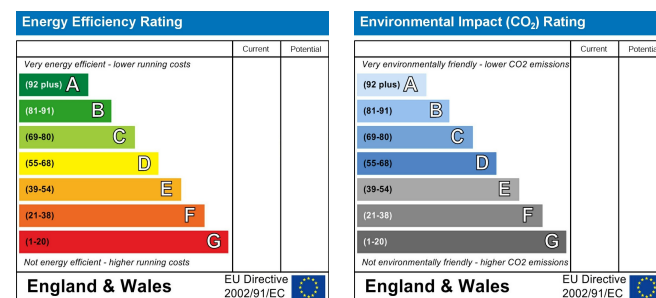 Energy Efficiency Rating
Current Potential
Very energy efficient - lower running costs
(92 plus) A
(81-91) B
(69-80) C
(55-68) D
(39-54) E
(21-38) F
(1-20) G
Not energy efficient - higher running costs
England & Wales
EU Directive
2002/91/EC
Environmental Impact (CO₂) Rating
Current Potentia
Very environmentally friendly - lower CO2 emissions
(92 plus) A
(81-91) B
(69-80) C
(55-68) D
(39-54) E
(21-38) F
(1-20) G
Not environmentally friendly - higher CO2 emissions
England & Wales
EU Directive
2002/91/EC